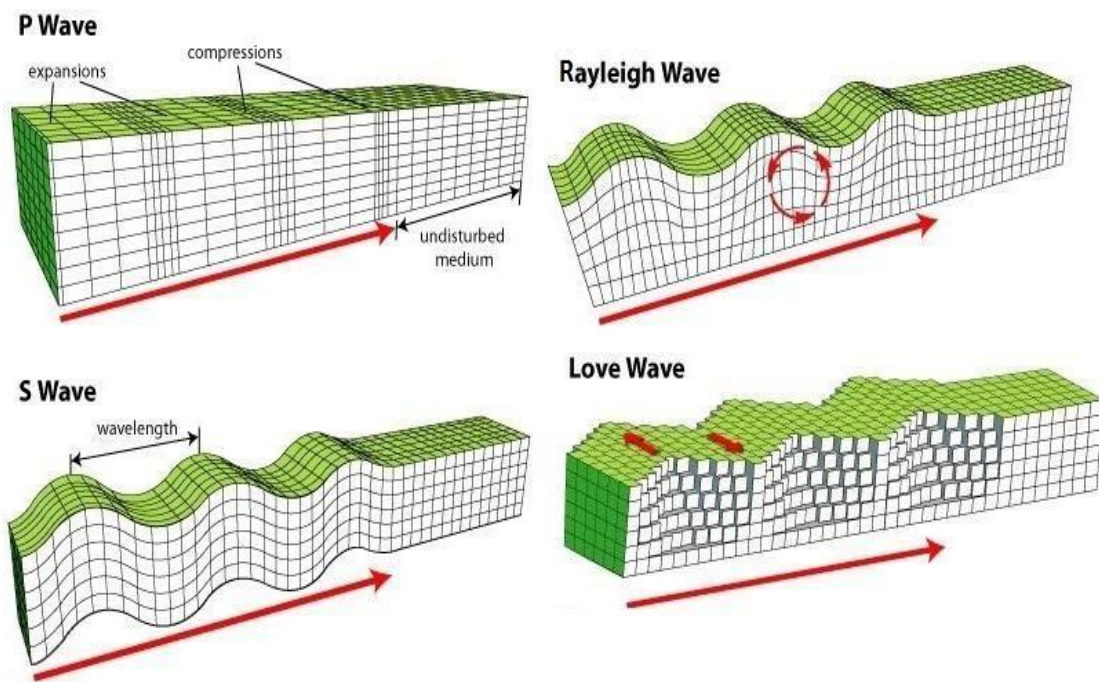 P Wave
compressions
expansions
undisturbed
medium
Rayleigh Wave
S Wave
wavelength
Love Wave